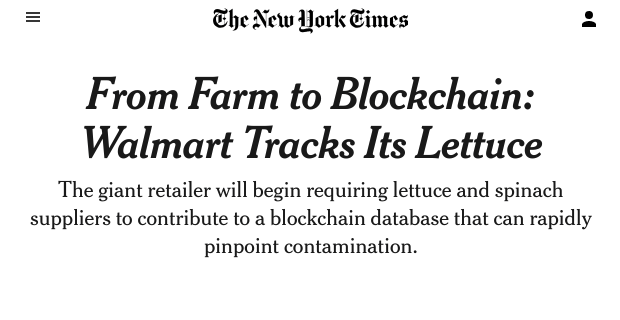 The New York Times
From Farm to Blockchain:
Walmart Tracks Its Lettuce
The giant retailer will begin requiring lettuce and spinach
suppliers to contribute to a blockchain database that can rapidly
pinpoint contamination.